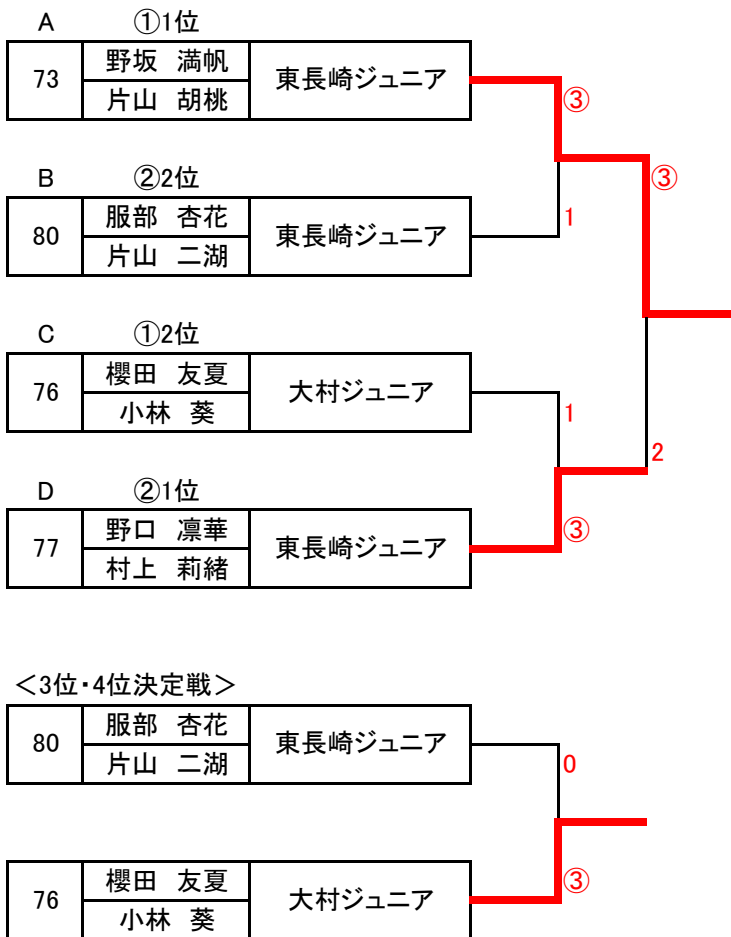 A ①1位
73 野坂 満帆 東長崎ジュニア
片山 胡桃
③
B ②2位
③
80 服部 杏花 東長崎ジュニア
片山 二湖
1
C ①2位
76 櫻田 友夏 大村ジュニア
小林 葵
1
2
D ②1位
77 野口 凛華 東長崎ジュニア
村上 莉緒
③
＜3位・4位決定戦＞
80 服部 杏花 東長崎ジュニア
片山 二湖
0
76 櫻田 友夏 大村ジュニア
小林 葵
③